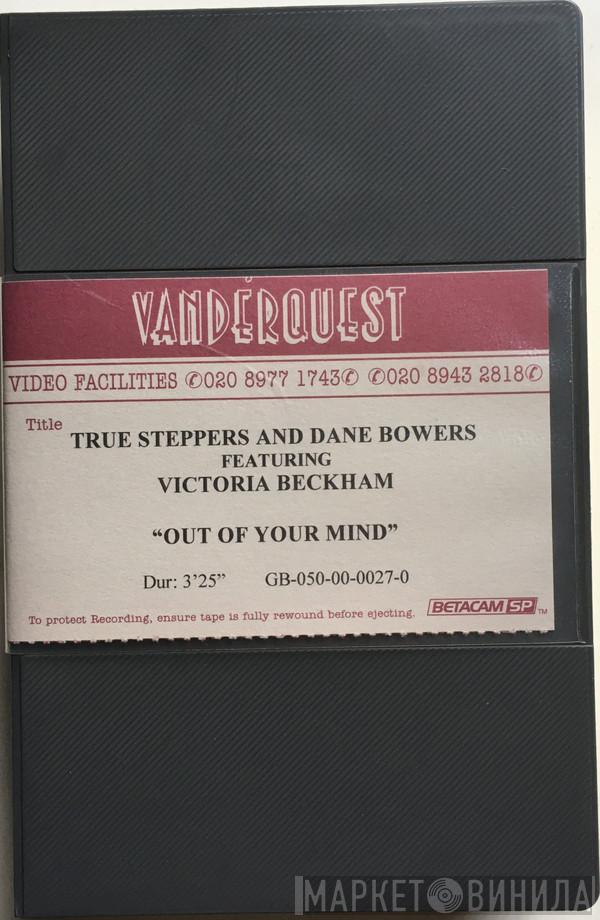 VANDERQUEST
VIDEO FACILITIES ✆020 8977 1743✆ ✆020 8943 2818✆
Title
TRUE STEPPERS AND DANE BOWERS
FEATURING
VICTORIA BECKHAM
“OUT OF YOUR MIND”
Dur: 3’25” GB-050-00-0027-0
BETACAM SP TM
To protect Recording, ensure tape is fully rewound before ejecting.
МАРКЕТ ВИНИЛА